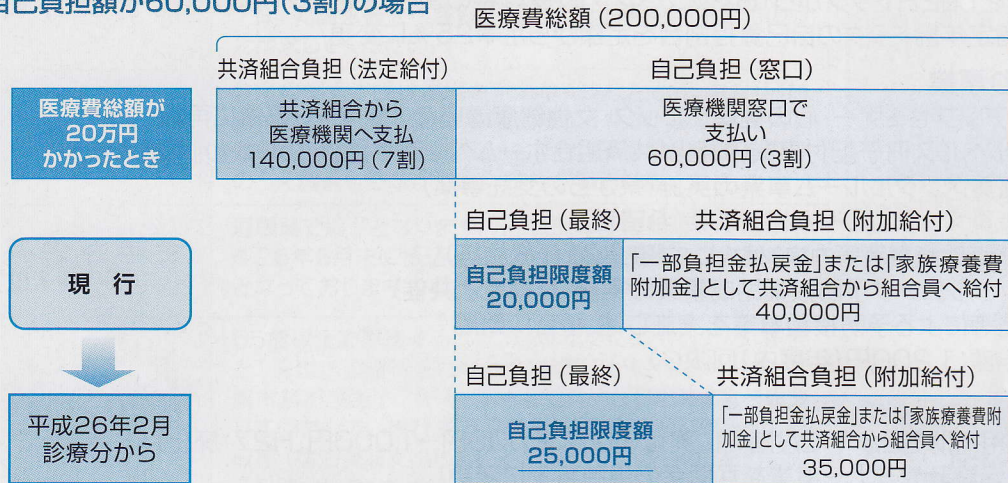 自己負担額が60,000円(3割)の場合
医療費総額(200,000円)
共済組合負担(法定給付)
自己負担(窓口)
医療費総額が
20万円
かかったとき
共済組合から
医療機関へ支払
140,000円(7割)
医療機関窓口で
支払い
60,000円(3割)
自己負担(最終)
共済組合負担(附加給付)
現 行
自己負担限度額
20,000円
「一部負担金払戻金」または「家族療養費
附加金」として共済組合から組合員へ給付
40,000円
自己負担(最終)
共済組合負担(附加給付)
平成26年2月
診療分から
自己負担限度額
25,000円
「一部負担金払戻金」または「家族療養費附
加金」として共済組合から組合員へ給付
35,000円